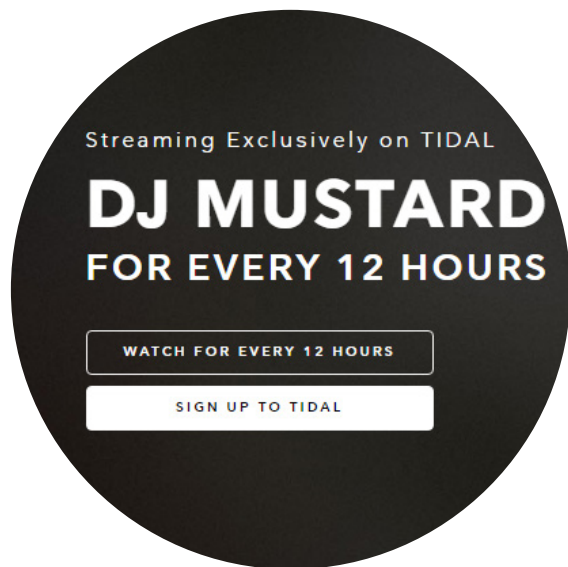 Streaming Exclusively on TIDAL
DJ MUSTARD
FOR EVERY 12 HOURS
WATCH FOR EVERY 12 HOURS
SIGN UP TO TIDAL